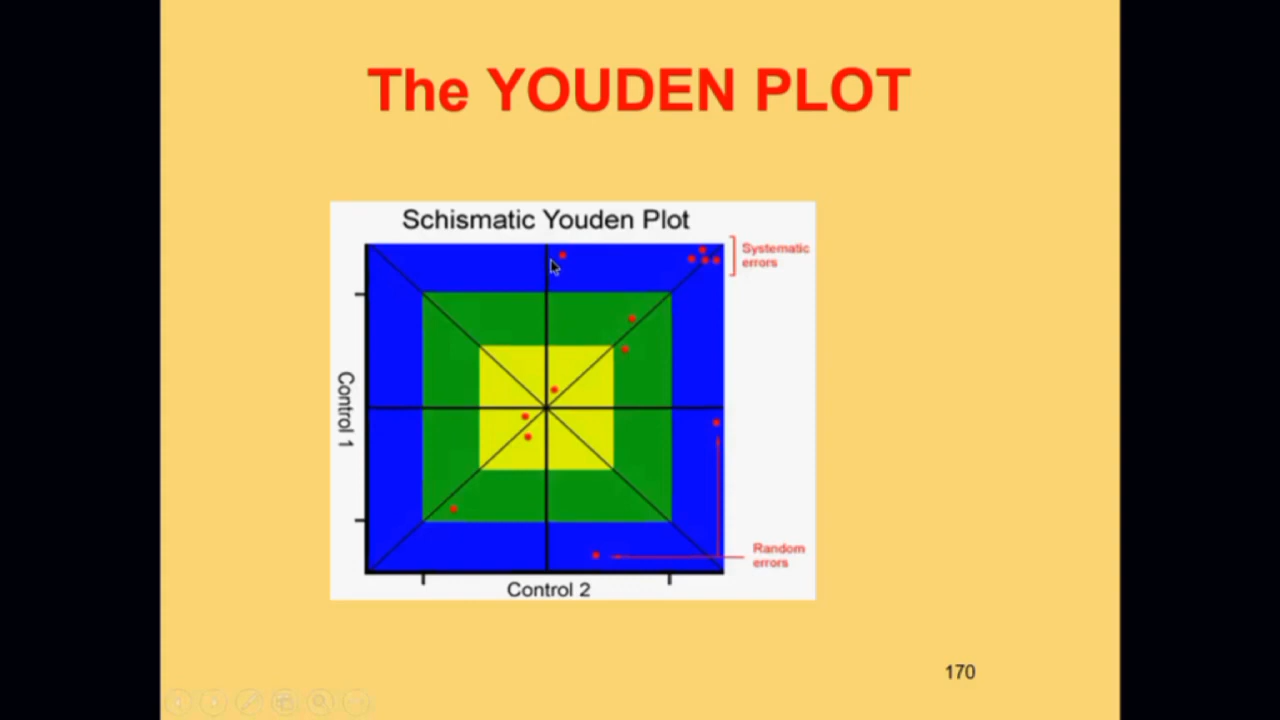 The YOUDEN PLOT
Schismatic Youden Plot
Systematic
errors
Control 1
Random
errors
Control 2
170